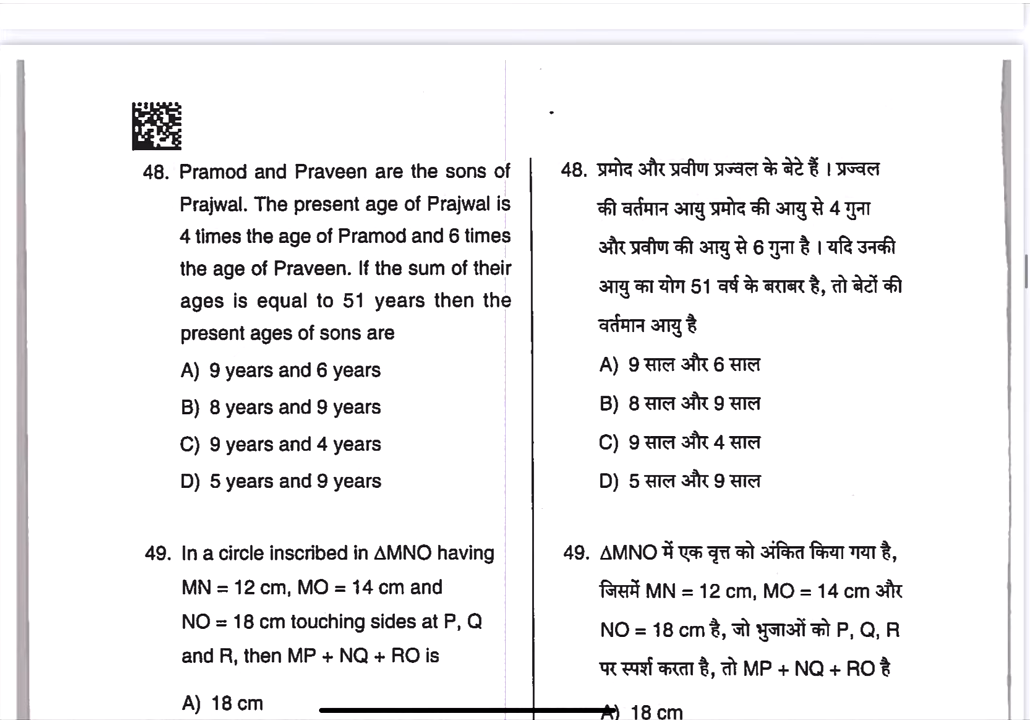 48. Pramod and Praveen are the sons of
Prajwal. The present age of Prajwal is
4 times the age of Pramod and 6 times
the age of Praveen. If the sum of their
ages is equal to 51 years then the
present ages of sons are
A) 9 years and 6 years
B) 8 years and 9 years
C) 9 years and 4 years
D) 5 years and 9 years
49. In a circle inscribed in ΔMNO having
MN = 12 cm, MO = 14 cm and
NO = 18 cm touching sides at P, Q
and R, then MP + NQ + RO is
A) 18 cm
48. प्रमोद और प्रवीण प्रज्वल के बेटे हैं । प्रज्वल
की वर्तमान आयु प्रमोद की आयु से 4 गुना
और प्रवीण की आयु से 6 गुना है । यदि उनकी
आयु का योग 51 वर्ष के बराबर है, तो बेटों की
वर्तमान आयु है
A) 9 साल और 6 साल
B) 8 साल और 9 साल
C) 9 साल और 4 साल
D) 5 साल और 9 साल
49. ΔMNO में एक वृत्त को अंकित किया गया है,
जिसमें MN = 12 cm, MO = 14 cm और
NO = 18 cm है, जो भुजाओं को P, Q, R
पर स्पर्श करता है, तो MP + NQ + RO है
A) 18 cm